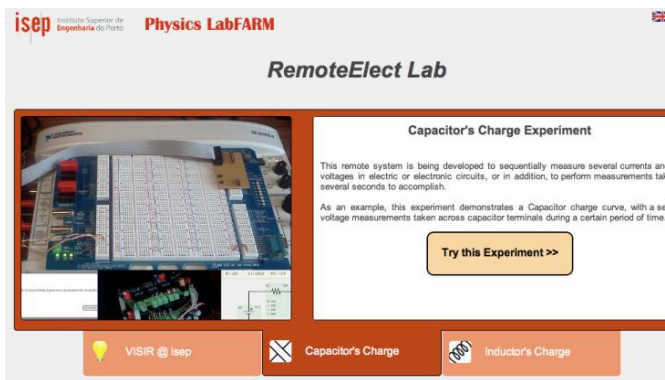 isep Instituto Superior de
Engenharia do Porto
Physics LabFARM
RemoteElect Lab
Capacitor's Charge Experiment
This remote system is being developed to sequentially measure several currents an
voltages in electric or electronic circuits, or in addition, to perform measurements tak
several seconds to accomplish.
As an example, this experiment demonstrates a Capacitor charge curve, with a se
voltage measurements taken across capacitor terminals during a certain period of time.
Try this Experiment >>
VISIR @ isep
Capacitor's Charge
Inductor's Charge